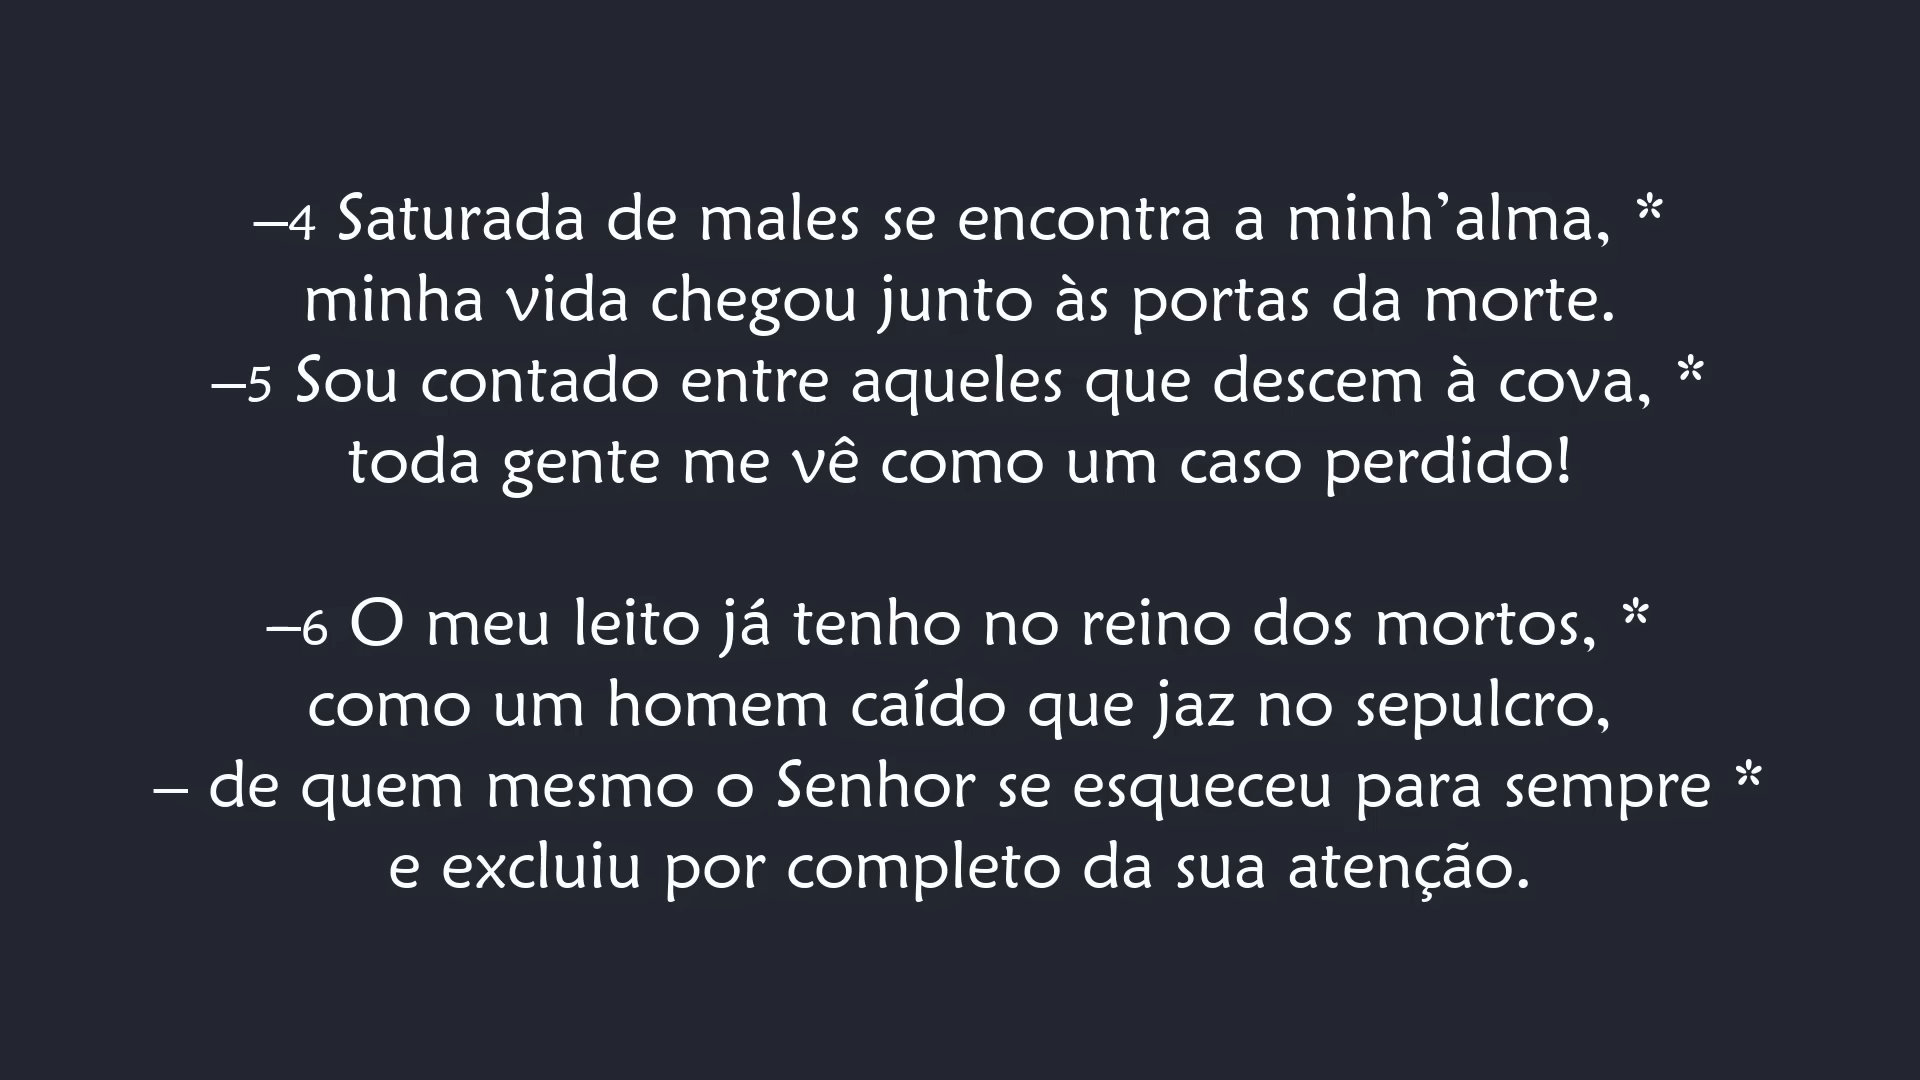 –4 Saturada de males se encontra a minh’alma, *
minha vida chegou junto às portas da morte.
–5 Sou contado entre aqueles que descem à cova, *
toda gente me vê como um caso perdido!
–6 O meu leito já tenho no reino dos mortos, *
como um homem caído que jaz no sepulcro,
– de quem mesmo o Senhor se esqueceu para sempre *
e excluiu por completo da sua atenção.